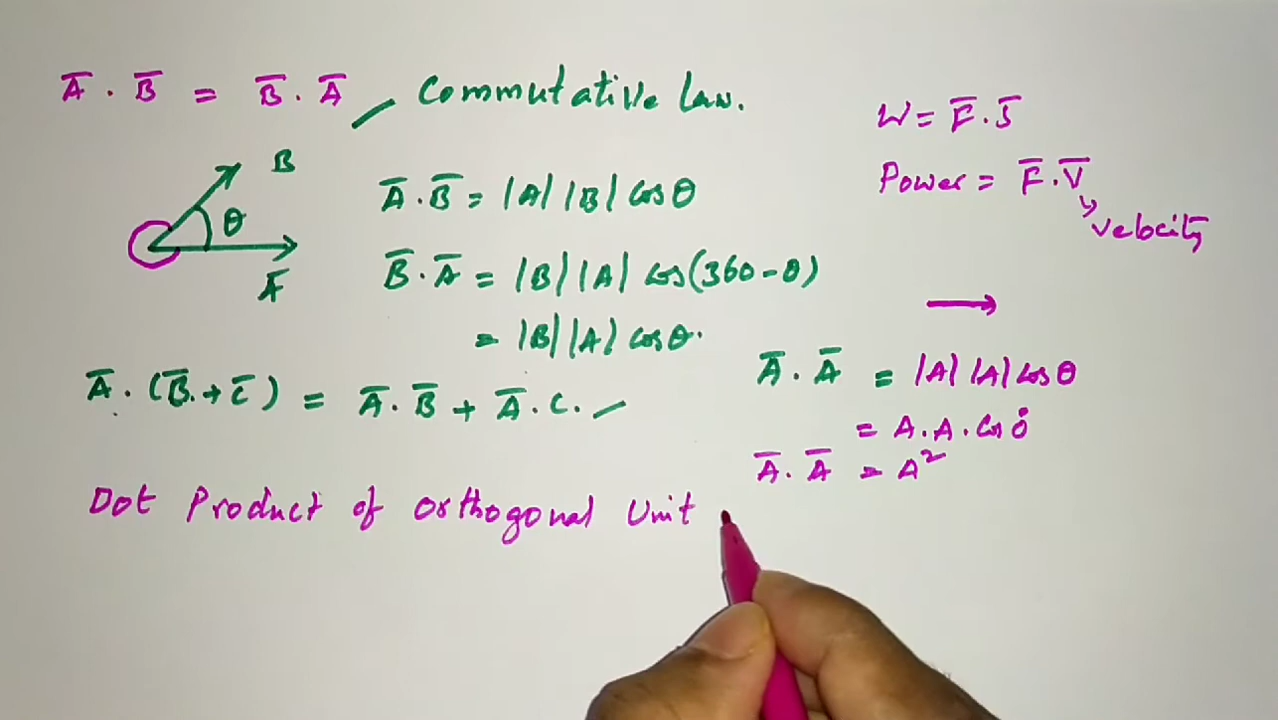 A̅ . B̅ = B̅ . A̅ Commutative law.
B
θ
A̅
A̅ . B̅ = |A| |B| cos θ
B̅ . A̅ = |B| |A| cos(360 - θ)
= |B| |A| cos θ.
A̅ . (B̅ + C̅) = A̅ . B̅ + A̅ . C.
W = F̅ . S̅
Power = F̅ . V̅
velocity
A̅ . A̅ = |A| |A| cos θ
= A . A . cos 0°
A̅ . A̅ = A²
Dot Product of orthogonal Unit